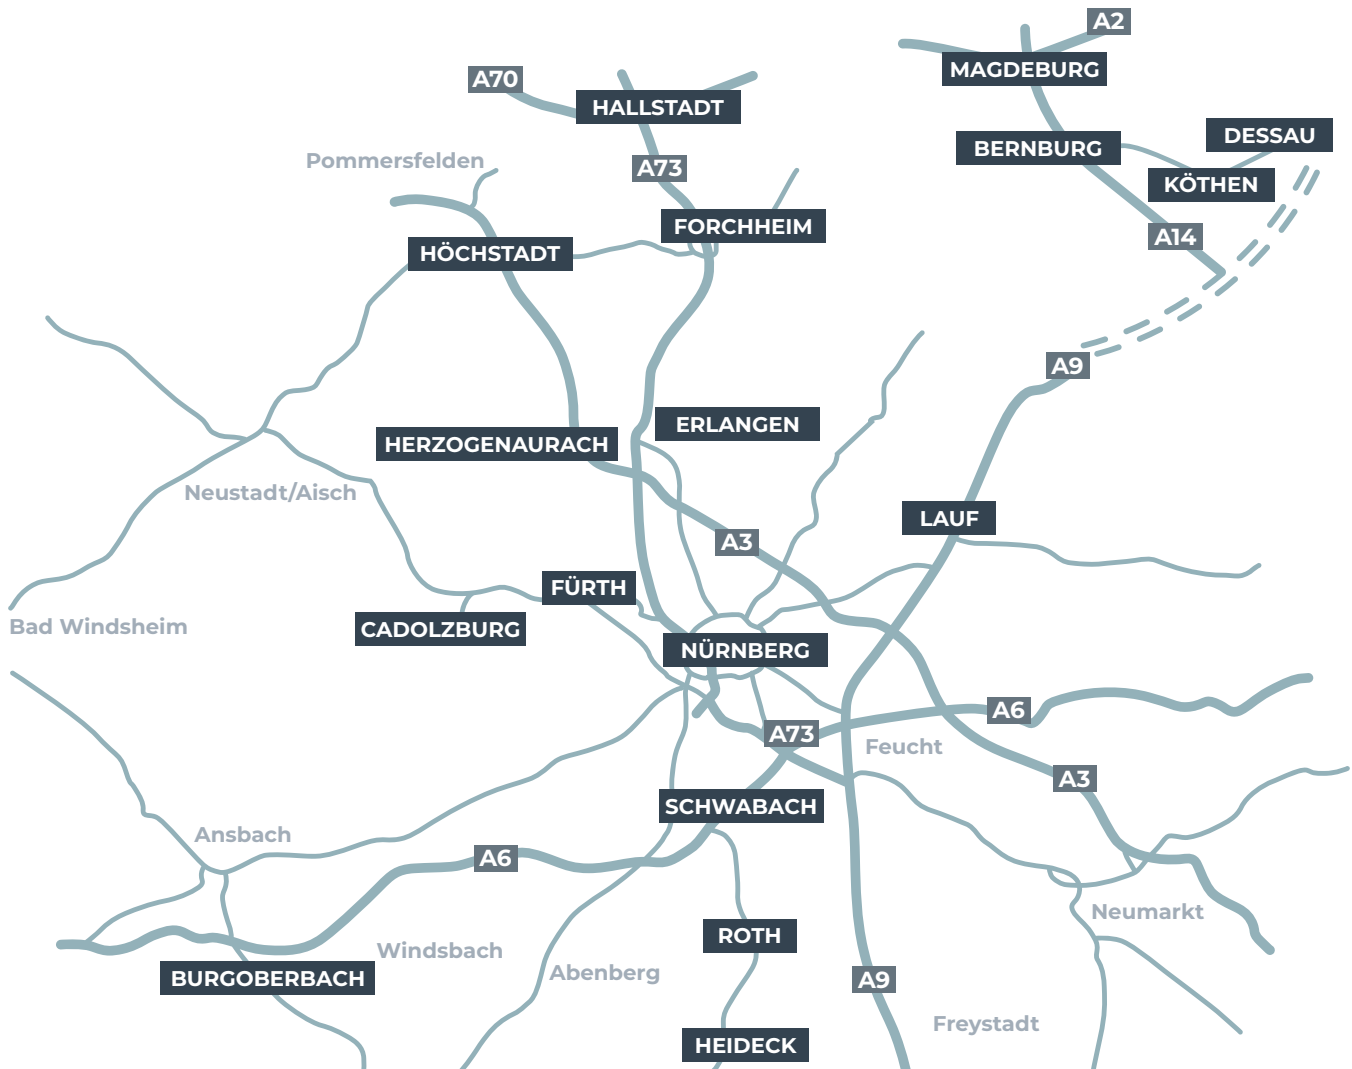 A2
MAGDEBURG
A70
HALLSTADT
DESSAU
BERNBURG
Pommersfelden
A73
KÖTHEN
FORCHHEIM
A14
HÖCHSTADT
A9
ERLANGEN
HERZOGENAURACH
Neustadt/Aisch
LAUF
A3
FÜRTH
Bad Windsheim
CADOLZBURG
NÜRNBERG
A6
A73
Feucht
A3
SCHWABACH
Ansbach
A6
Neumarkt
ROTH
Windsbach
Abenberg
BURGOBERBACH
A9
Freystadt
HEIDECK